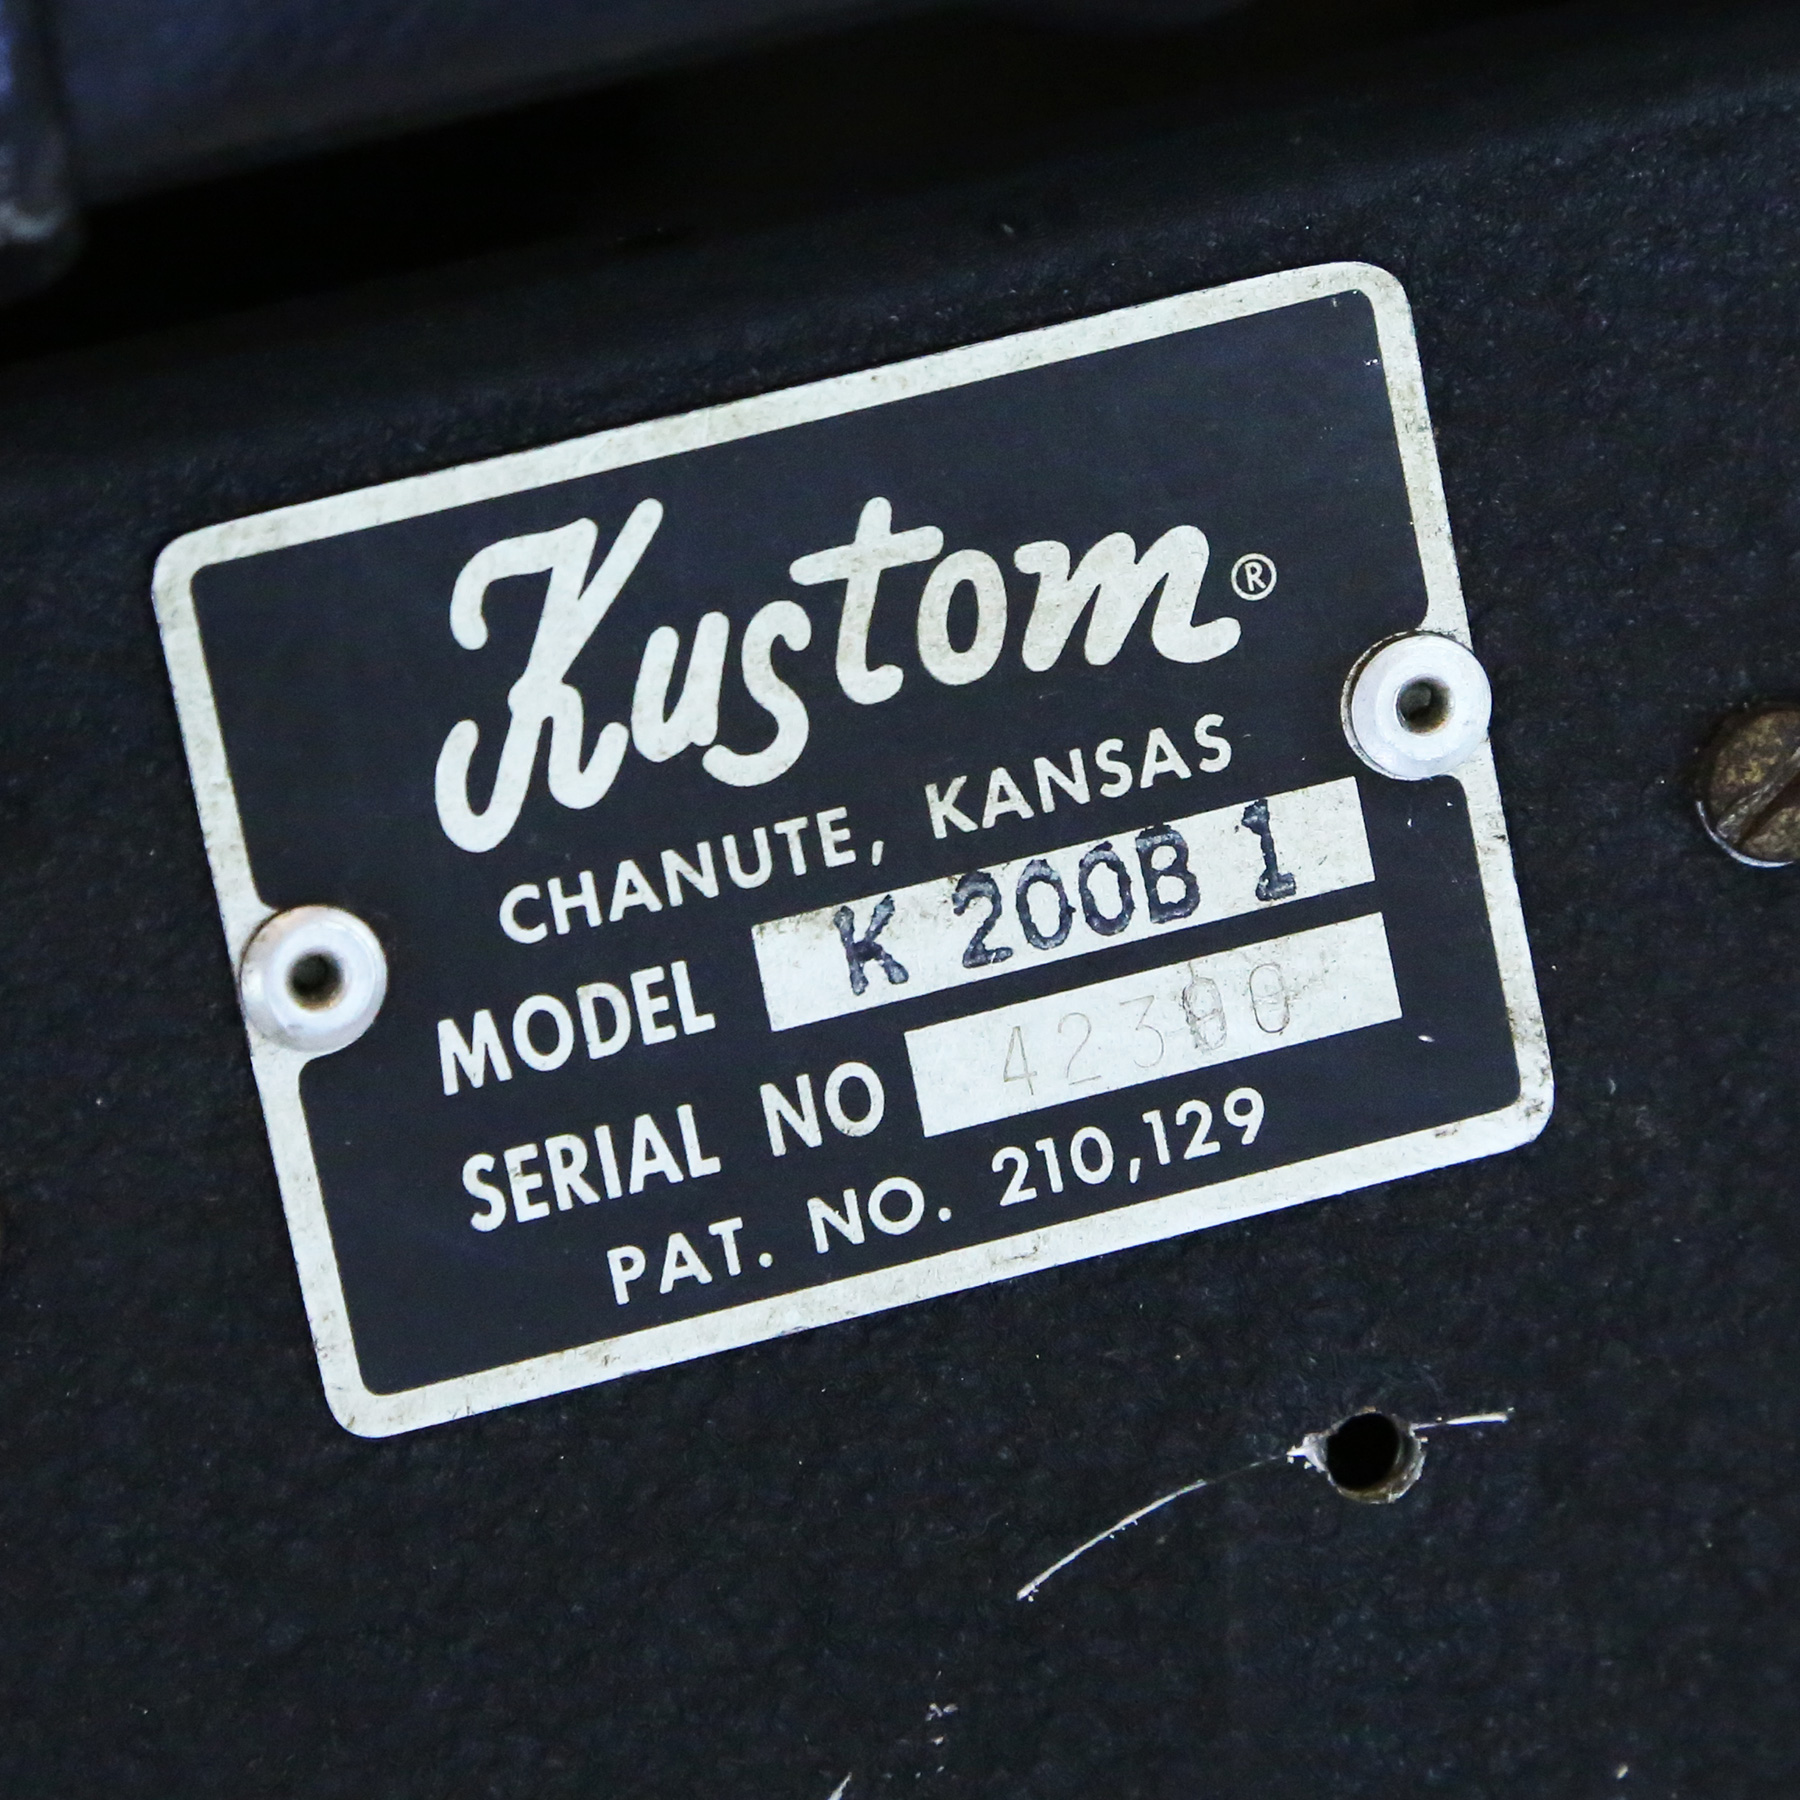 Kustom®
CHANUTE, KANSAS
MODEL K 200B 1
SERIAL NO
PAT. NO. 210,129